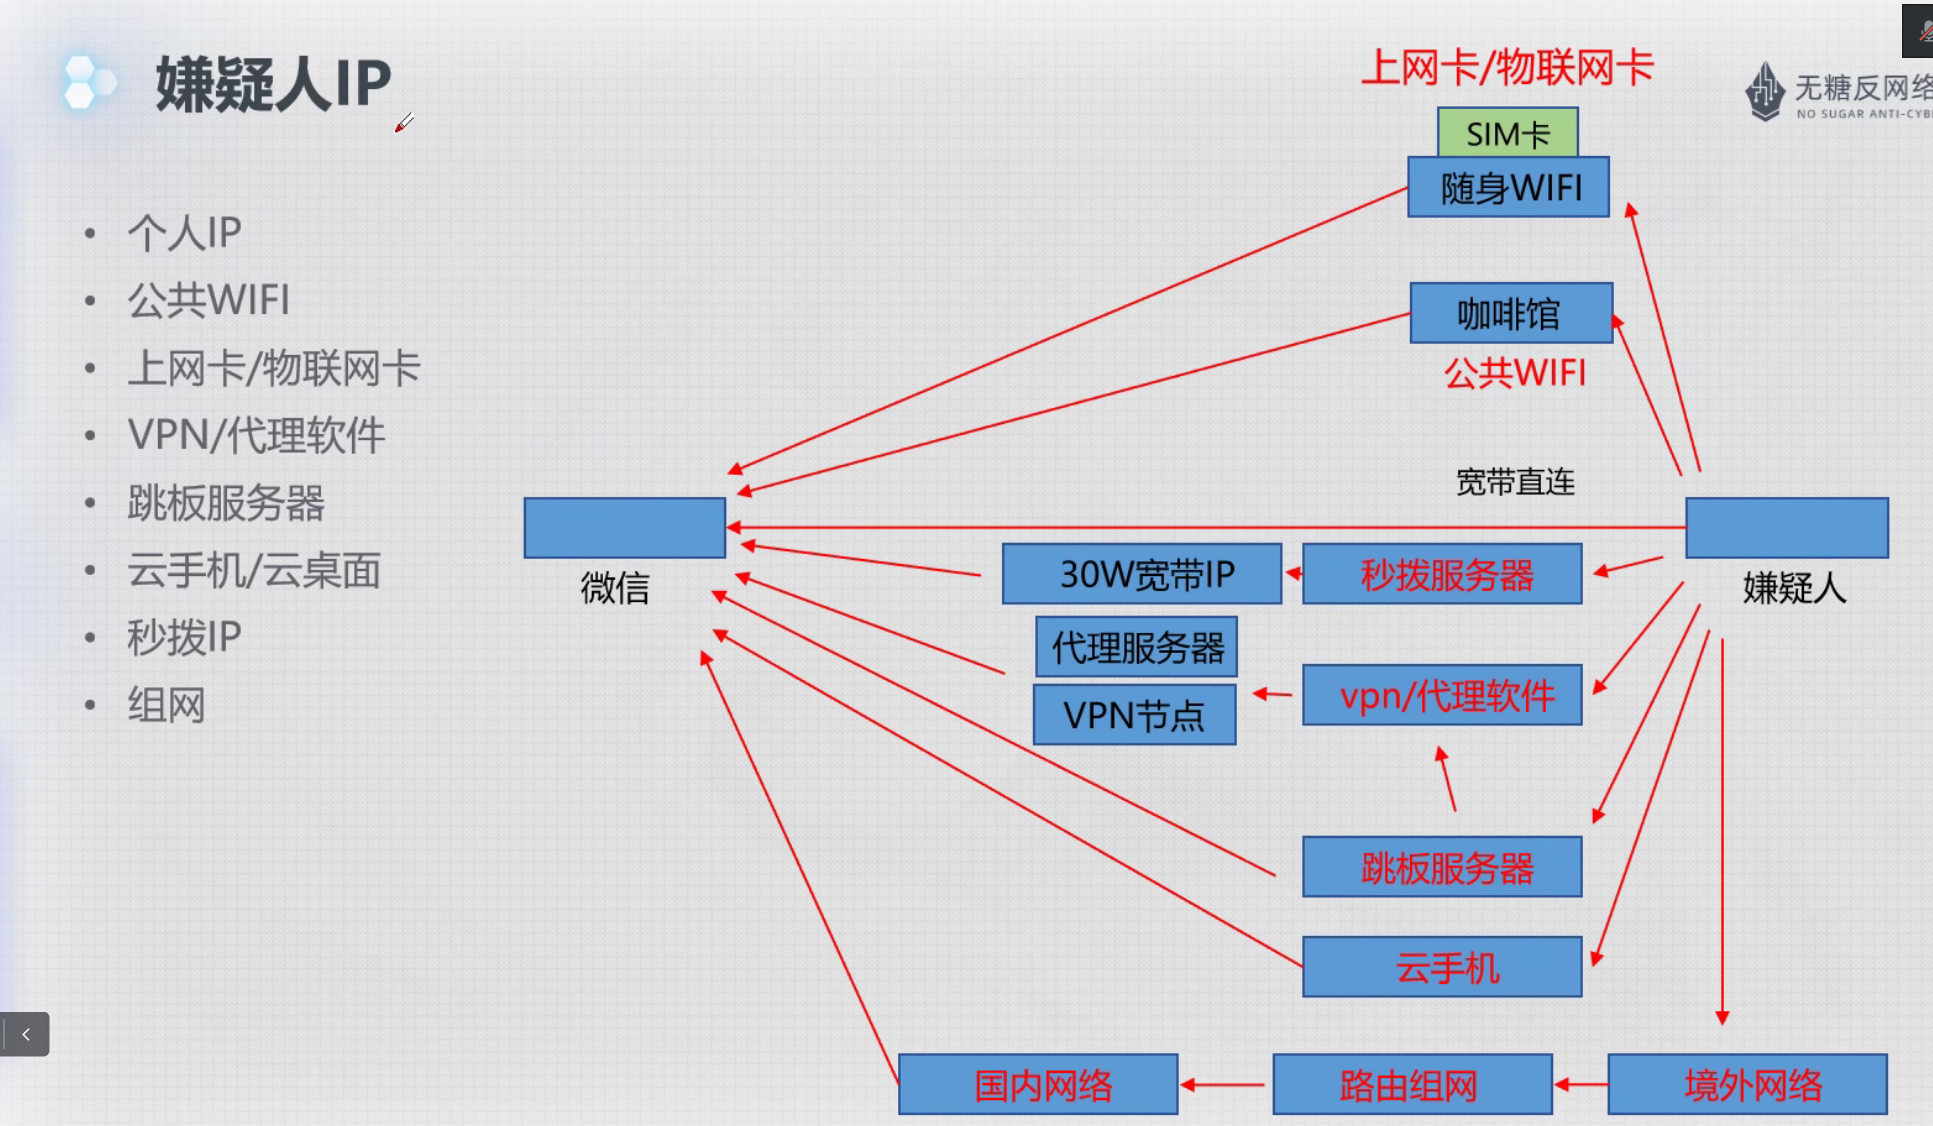 嫌疑人IP
上网卡/物联网卡
无糖反网络
NO SUGAR ANTI-CYB
SIM卡
随身WIFI
• 个人IP
• 公共WIFI
• 上网卡/物联网卡
• VPN/代理软件
• 跳板服务器
• 云手机/云桌面
• 秒拨IP
• 组网
咖啡馆
公共WIFI
宽带直连
微信
30W宽带IP
秒拨服务器
嫌疑人
代理服务器
VPN节点
vpn/代理软件
跳板服务器
云手机
国内网络
路由组网
境外网络